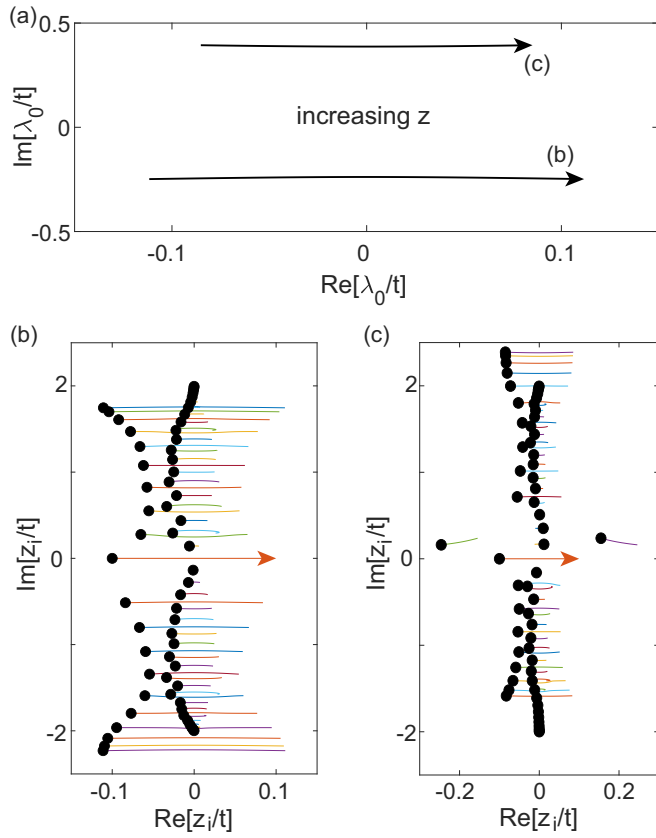 (a)
0.5
0
-0.5
Im[λ₀/t]
increasing z
(c)
(b)
-0.1
0
0.1
Re[λ₀/t]
(b)
2
0
-2
Im[zᵢ/t]
-0.1
0
0.1
Re[zᵢ/t]
(c)
2
0
-2
Im[zᵢ/t]
-0.2
0
0.2
Re[zᵢ/t]